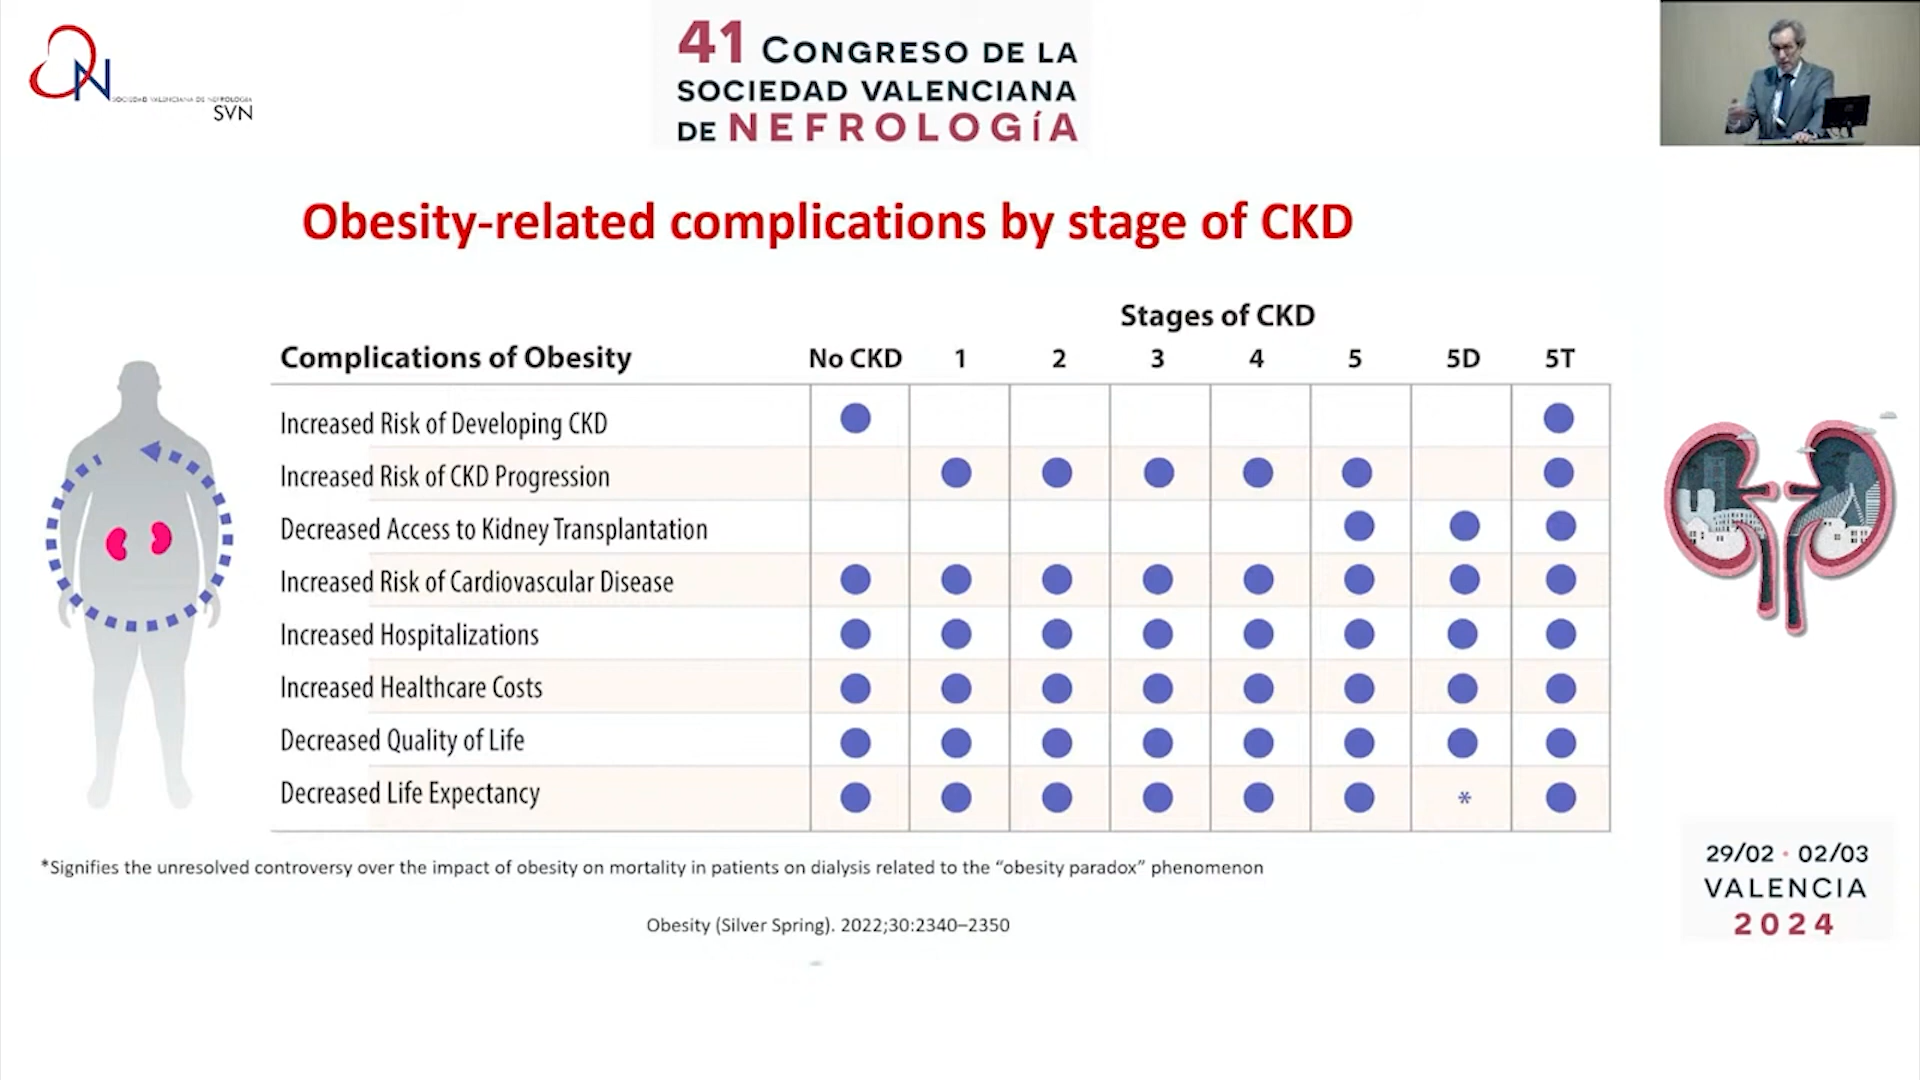 SOCIEDAD VALENCIANA DE NEFROLOGIA
SVN
41 CONGRESO DE LA
SOCIEDAD VALENCIANA
DE NEFROLOGÍA
Obesity-related complications by stage of CKD
Stages of CKD
Complications of Obesity No CKD 1 2 3 4 5 5D 5T
Increased Risk of Developing CKD
Increased Risk of CKD Progression
Decreased Access to Kidney Transplantation
Increased Risk of Cardiovascular Disease
Increased Hospitalizations
Increased Healthcare Costs
Decreased Quality of Life
Decreased Life Expectancy *
*Signifies the unresolved controversy over the impact of obesity on mortality in patients on dialysis related to the “obesity paradox” phenomenon
Obesity (Silver Spring). 2022;30:2340–2350
29/02 • 02/03
VALENCIA
2024